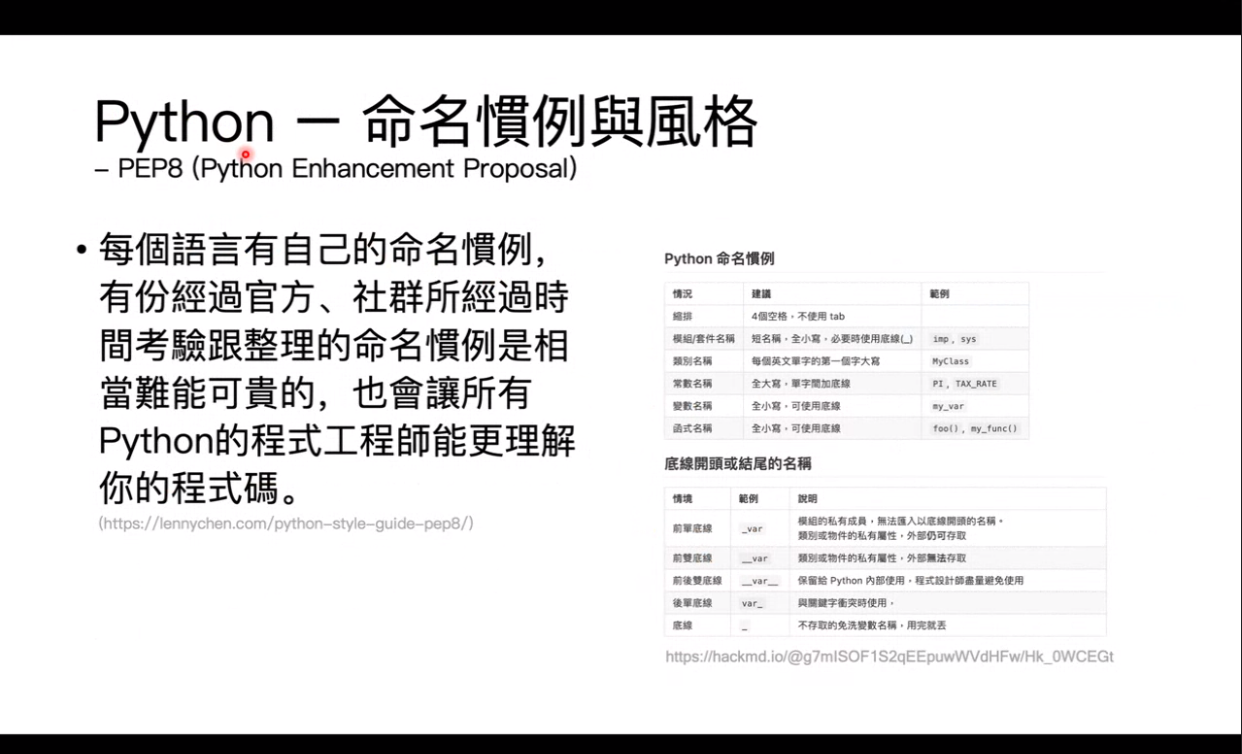 Python － 命名慣例與風格
– PEP8 (Python Enhancement Proposal)
• 每個語言有自己的命名慣例，
有份經過官方、社群所經過時
間考驗跟整理的命名慣例是相
當難能可貴的，也會讓所有
Python的程式工程師能更理解
你的程式碼。
(https://lennychen.com/python-style-guide-pep8/)
Python 命名慣例
情況 建議 範例
縮排 4個空格，不使用 tab
模組/套件名稱 短名稱，全小寫，必要時使用底線(_) imp , sys
類別名稱 每個英文單字的第一個字大寫 MyClass
常數名稱 全大寫，單字間加底線 PI , TAX_RATE
變數名稱 全小寫，可使用底線 my_var
函式名稱 全小寫，可使用底線 foo() , my_func()
底線開頭或結尾的名稱
情境 範例 說明
前單底線 _var 模組的私有成員，無法匯入以底線開頭的名稱。
類別或物件的私有屬性，外部仍可存取
前雙底線 __var 類別或物件的私有屬性，外部無法存取
前後雙底線 __var__ 保留給 Python 內部使用，程式設計師盡量避免使用
後單底線 var_ 與關鍵字衝突時使用，
底線 _ 不存取的免洗變數名稱，用完就丟
https://hackmd.io/@g7mISOF1S2qEEpuwWVdHFw/Hk_0WCEGt